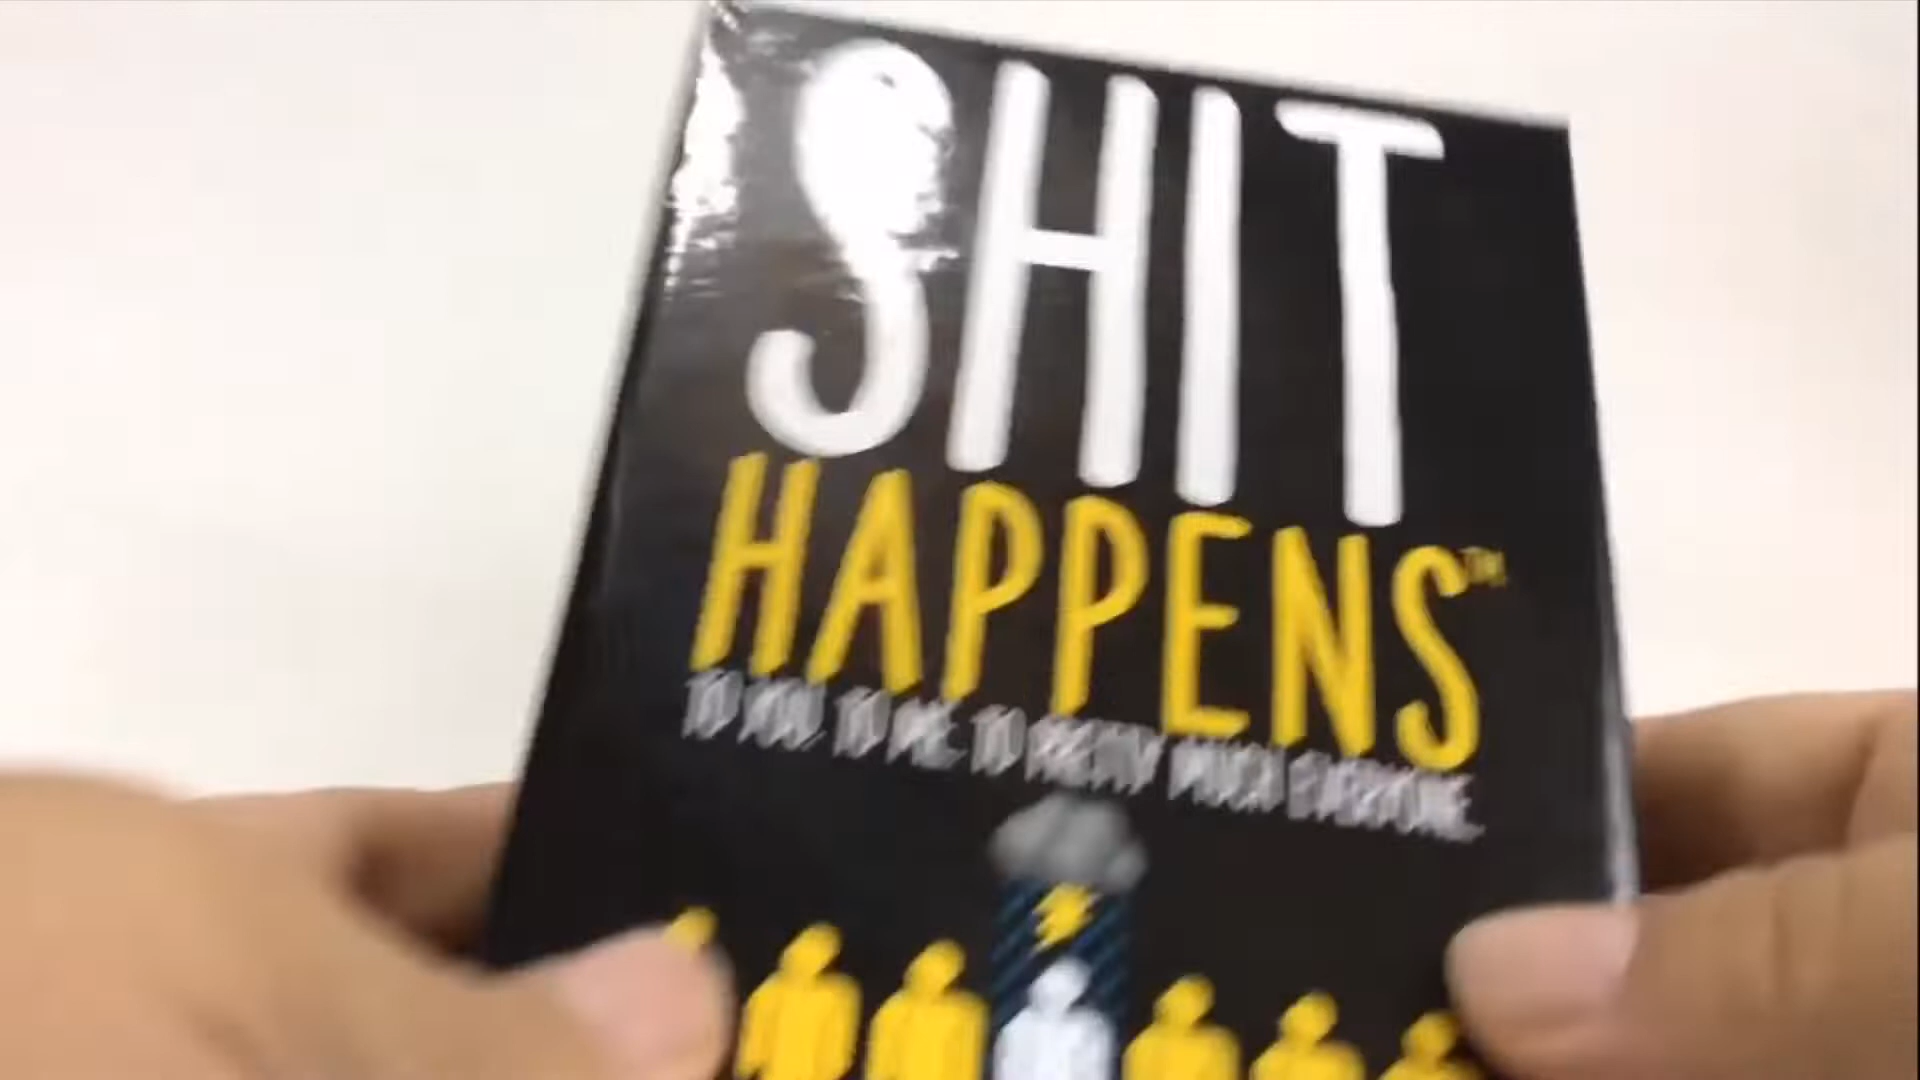 SHIT
HAPPENS™
TO YOU, TO ME, TO PRETTY MUCH EVERYONE.